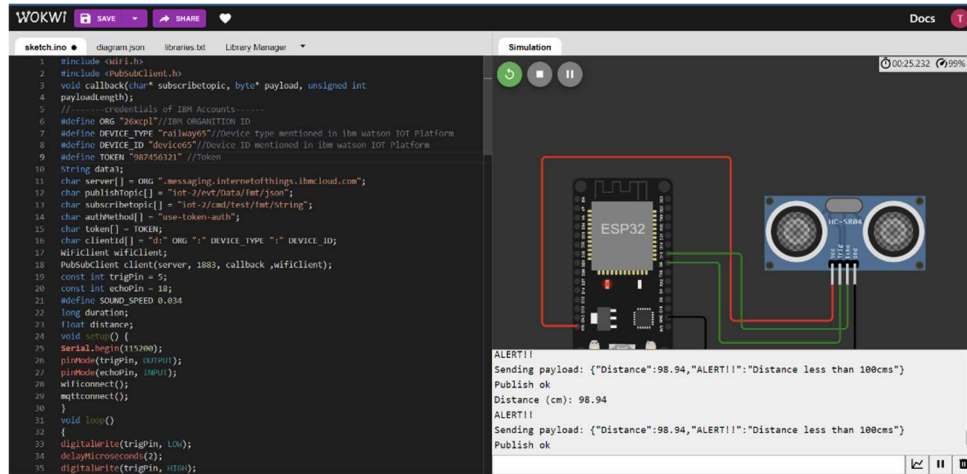 WOKWI SAVE SHARE Docs T
sketch.ino diagram.json libraries.txt Library Manager
Simulation
00:25.232 99%
1 #include <WiFi.h>
2 #include <PubSubClient.h>
3 void callback(char* subscribetopic, byte* payload, unsigned int
4 payloadLength);
5 //-------credentials of IBM Accounts------
6 #define ORG "26xcpl"//IBM ORGANITION ID
7 #define DEVICE_TYPE "railway65"//Device type mentioned in ibm watson IOT Platform
8 #define DEVICE_ID "device65"//Device ID mentioned in ibm watson IOT Platform
9 #define TOKEN "987456321" //Token
10 String data3;
11 char server[] = ORG ".messaging.internetofthings.ibmcloud.com";
12 char publishTopic[] = "iot-2/evt/Data/fmt/json";
13 char subscribetopic[] = "iot-2/cmd/test/fmt/String";
14 char authMethod[] = "use-token-auth";
15 char token[] = TOKEN;
16 char clientId[] = "d:" ORG ":" DEVICE_TYPE ":" DEVICE_ID;
17 WiFiClient wifiClient;
18 PubSubClient client(server, 1883, callback ,wifiClient);
19 const int trigPin = 5;
20 const int echoPin = 18;
21 #define SOUND_SPEED 0.034
22 long duration;
23 float distance;
24 void setup() {
25 Serial.begin(115200);
26 pinMode(trigPin, OUTPUT);
27 pinMode(echoPin, INPUT);
28 wificonnect();
29 mqttconnect();
30 }
31 void loop()
32 {
33 digitalWrite(trigPin, LOW);
34 delayMicroseconds(2);
35 digitalWrite(trigPin, HIGH);
ESP32
HC-SR04
ALERT!!
Sending payload: {"Distance":98.94,"ALERT!!":"Distance less than 100cms"}
Publish ok
Distance (cm): 98.94
ALERT!!
Sending payload: {"Distance":98.94,"ALERT!!":"Distance less than 100cms"}
Publish ok